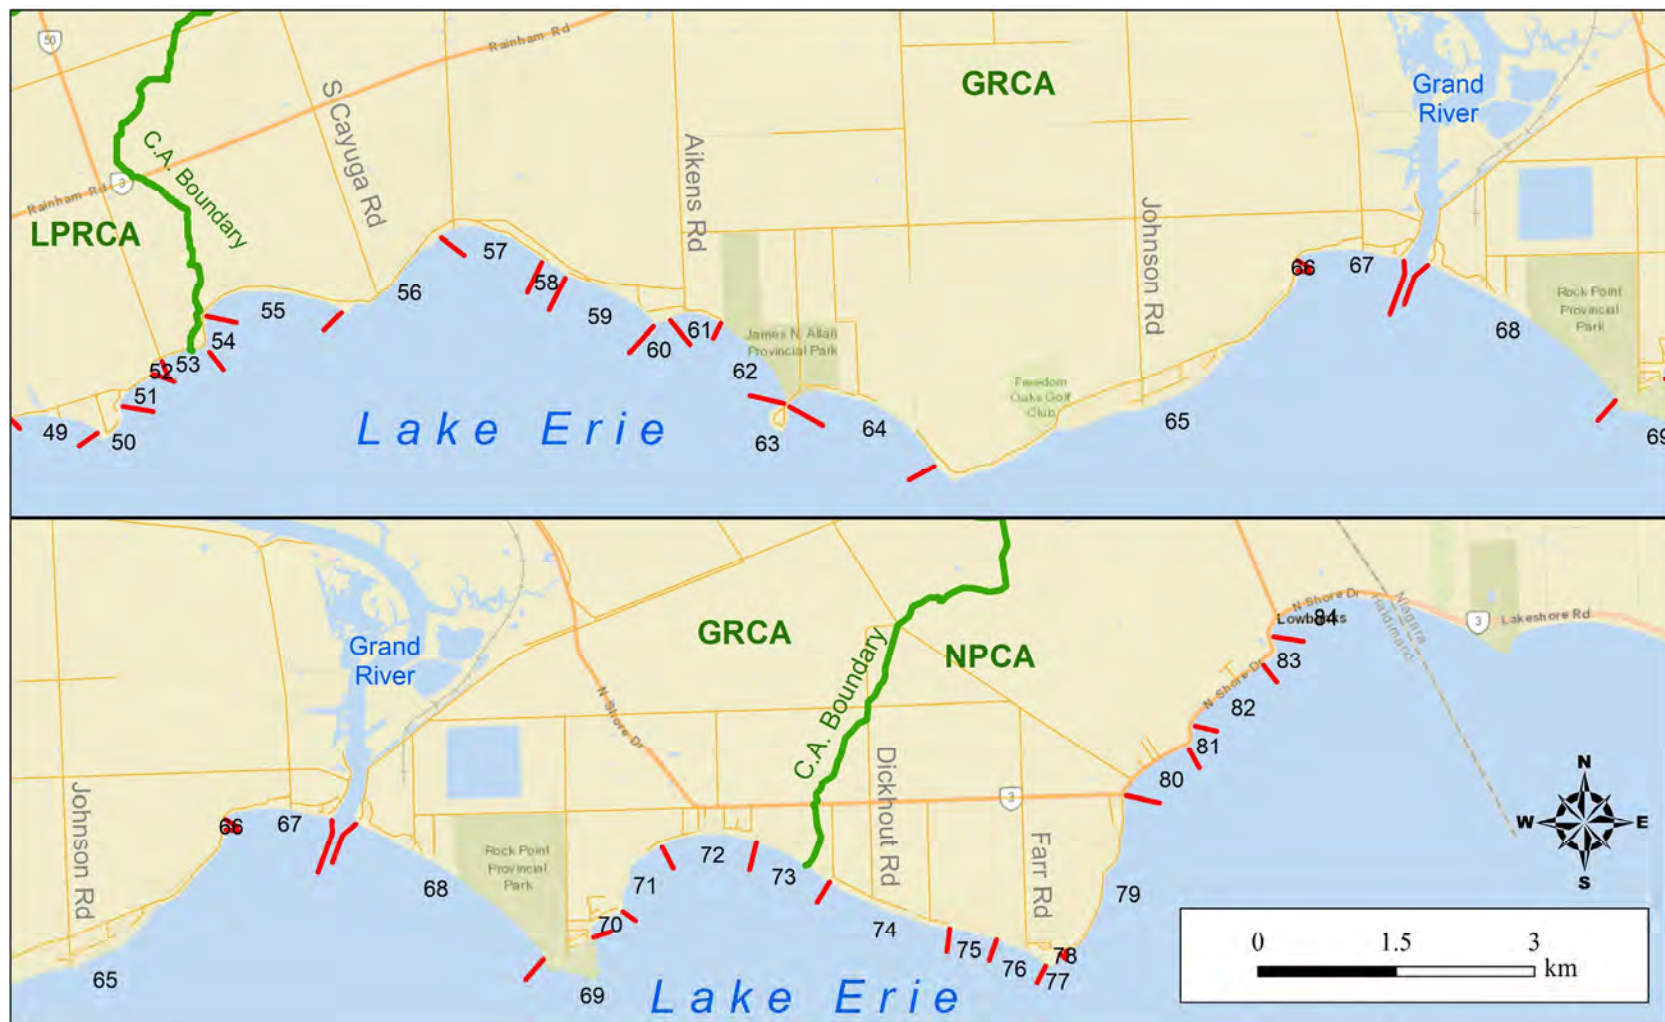 50
Rainham Rd
GRCA
Grand
River
S Cayuga Rd
Aikens Rd
C.A. Boundary
Rainham Rd
3
LPRCA
Johnson Rd
57
66
67
58
56
55
59
Rock Point
Provincial
Park
61
60
James N. Allan
Provincial Park
68
54
53
52
62
51
Freedom
Oaks Golf
Club
65
49
50
Lake Erie
63
64
69
N Shore Dr
84
Lowbanks
3
Lakeshore Rd
Niagara
Haldimand
GRCA
Grand
River
NPCA
83
C.A. Boundary
N Shore Dr
82
N Shore Dr
81
80
Johnson Rd
Dickhout Rd
3
N
W
E
S
66
67
Rock Point
Provincial
Park
72
Farr Rd
71
73
79
68
70
74
75
76
78
77
65
69
Lake Erie
0
1.5
3
km